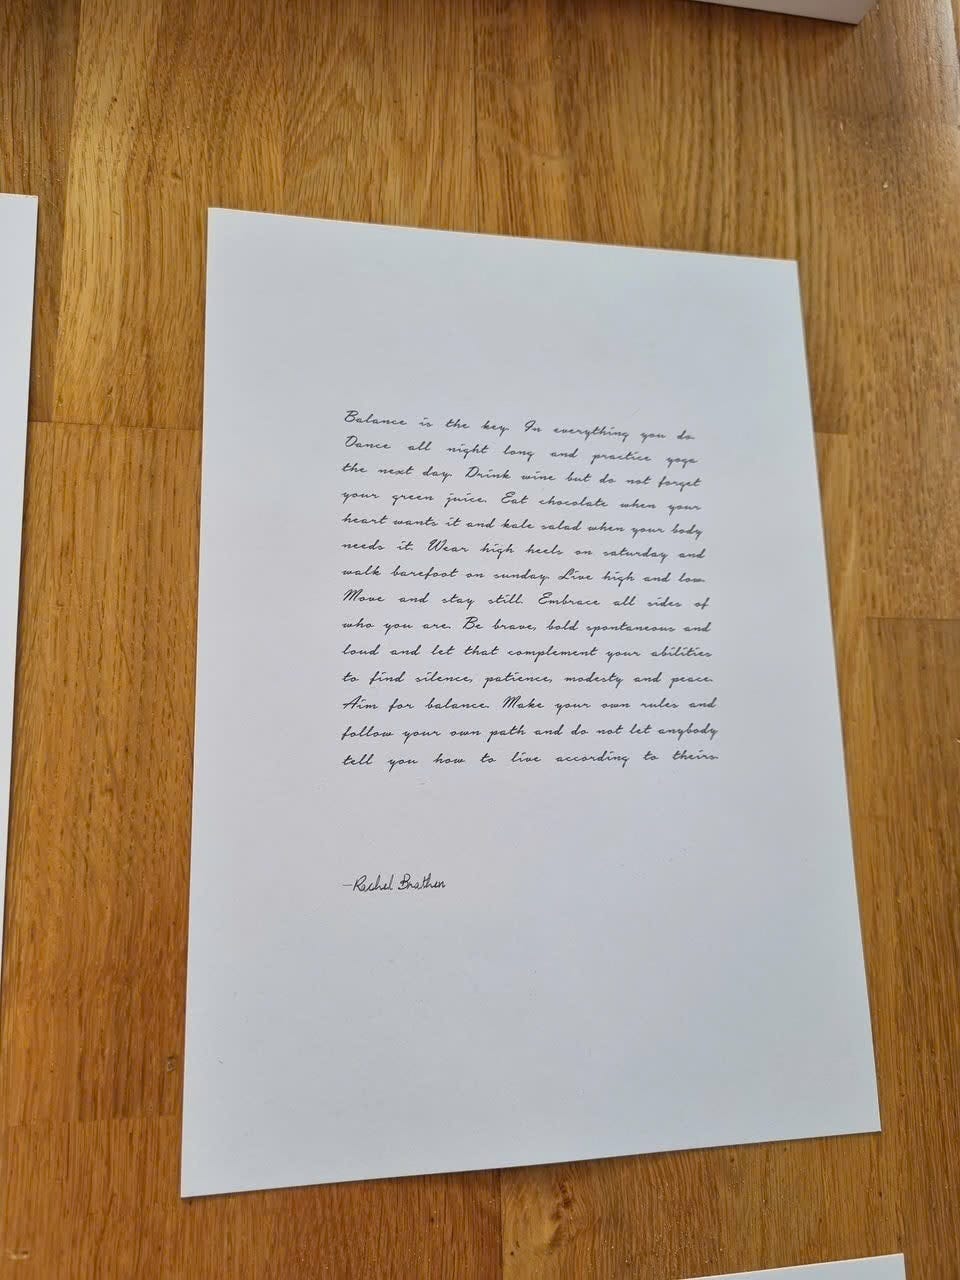 Balance is the key. In everything you do.
Dance all night long and practice yoga
the next day. Drink wine but do not forget
your green juice. Eat chocolate when your
heart wants it and kale salad when your body
needs it. Wear high heels on saturday and
walk barefoot on sunday. Live high and low.
Move and stay still. Embrace all sides of
who you are. Be brave, bold spontaneous and
loud and let that complement your abilities
to find silence, patience, modesty and peace.
Aim for balance. Make your own rules and
follow your own path and do not let anybody
tell you how to live according to theirs.
-Rachel Brathen